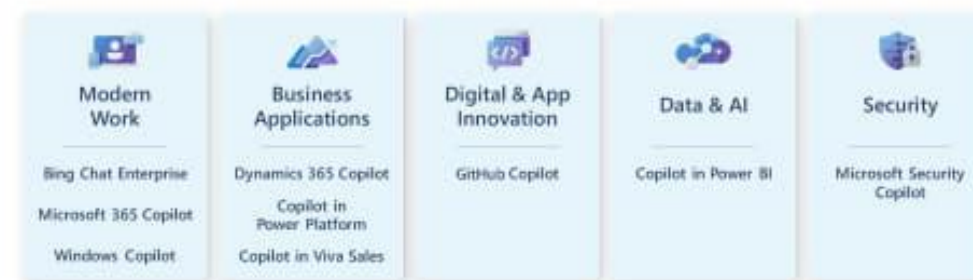 Modern
Work
Bing Chat Enterprise
Microsoft 365 Copilot
Windows Copilot
Business
Applications
Dynamics 365 Copilot
Copilot in
Power Platform
Copilot in Viva Sales
</>
Digital & App
Innovation
GitHub Copilot
Data & AI
Copilot in Power BI
Security
Microsoft Security
Copilot